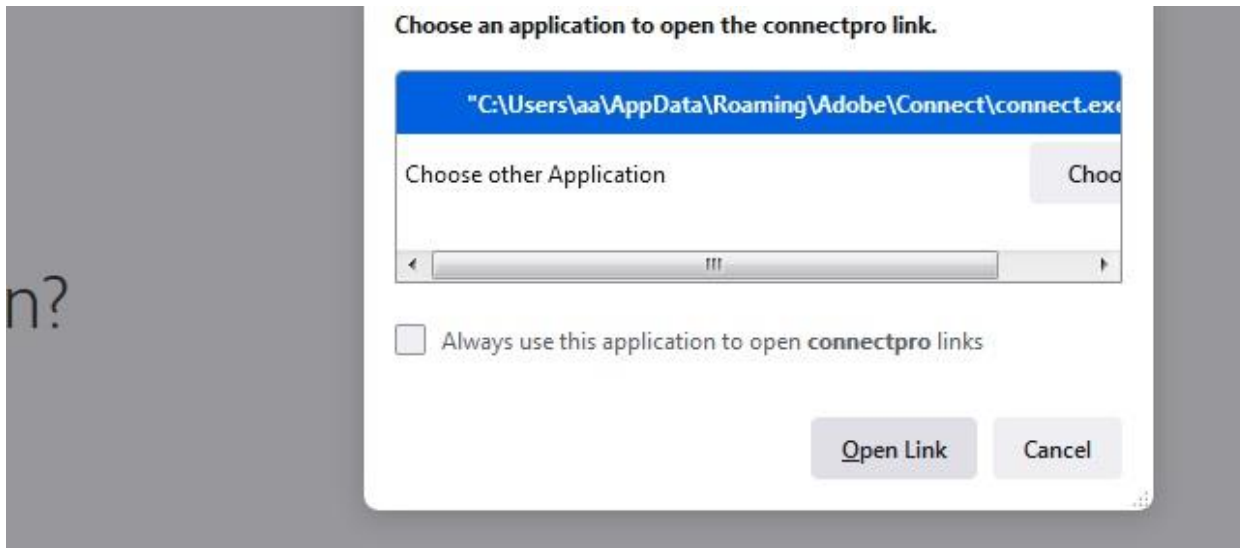 Choose an application to open the connectpro link.
"C:\Users\aa\AppData\Roaming\Adobe\Connect\connect.exe
Choose other Application
Choo
n?
Always use this application to open connectpro links
Open Link
Cancel